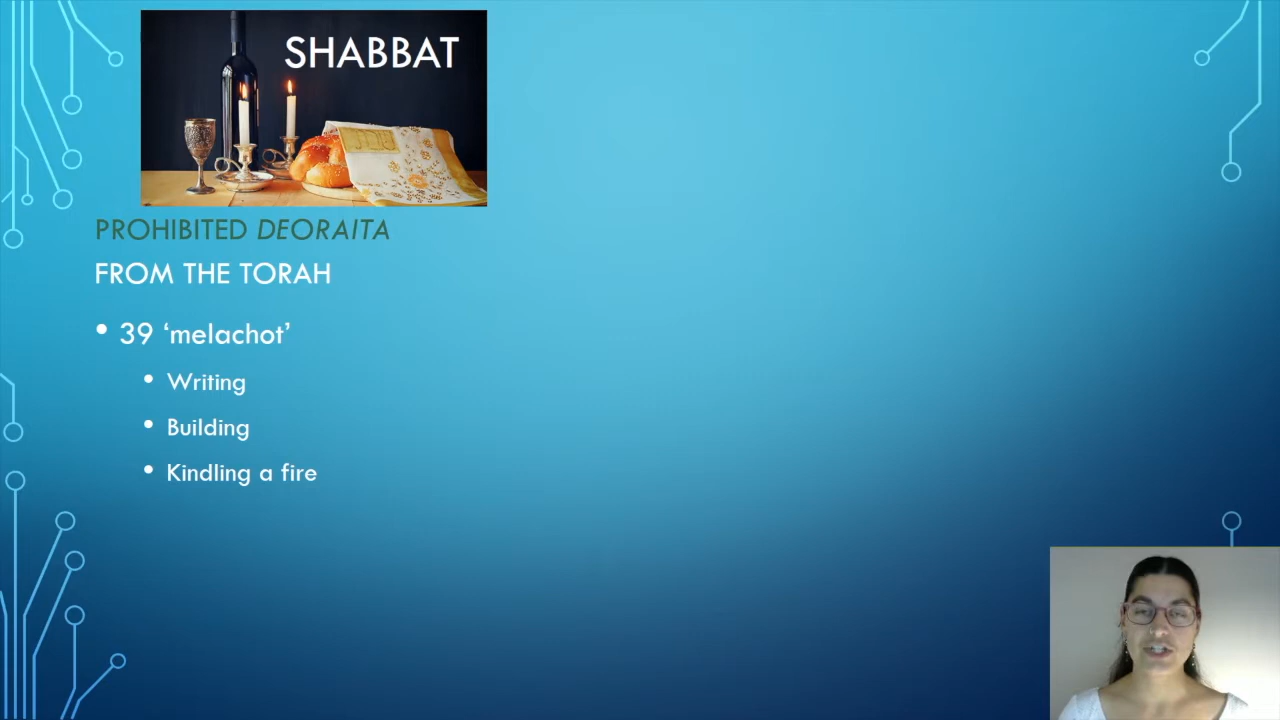 SHABBAT
PROHIBITED DEORAITA
FROM THE TORAH
• 39 ‘melachot’
• Writing
• Building
• Kindling a fire